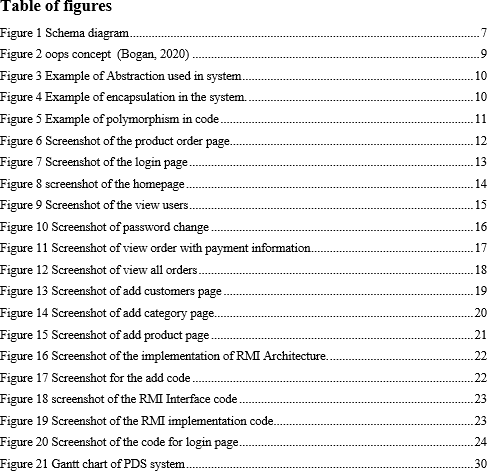 Table of figures
Figure 1 Schema diagram.......7
Figure 2 oops concept (Bogan, 2020).......9
Figure 3 Example of Abstraction used in system.......10
Figure 4 Example of encapsulation in the system.......10
Figure 5 Example of polymorphism in code.......11
Figure 6 Screenshot of the product order page.......12
Figure 7 Screenshot of the login page.......13
Figure 8 screenshot of the homepage.......14
Figure 9 Screenshot of the view users.......15
Figure 10 Screenshot of password change.......16
Figure 11 Screenshot of view order with payment information.......17
Figure 12 Screenshot of view all orders.......18
Figure 13 Screenshot of add customers page.......19
Figure 14 Screenshot of add category page.......20
Figure 15 Screenshot of add product page.......21
Figure 16 Screenshot of the implementation of RMI Architecture.......22
Figure 17 Screenshot for the add code.......22
Figure 18 screenshot of the RMI Interface code.......23
Figure 19 Screenshot of the RMI implementation code.......23
Figure 20 Screenshot of the code for login page.......24
Figure 21 Gantt chart of PDS system.......30